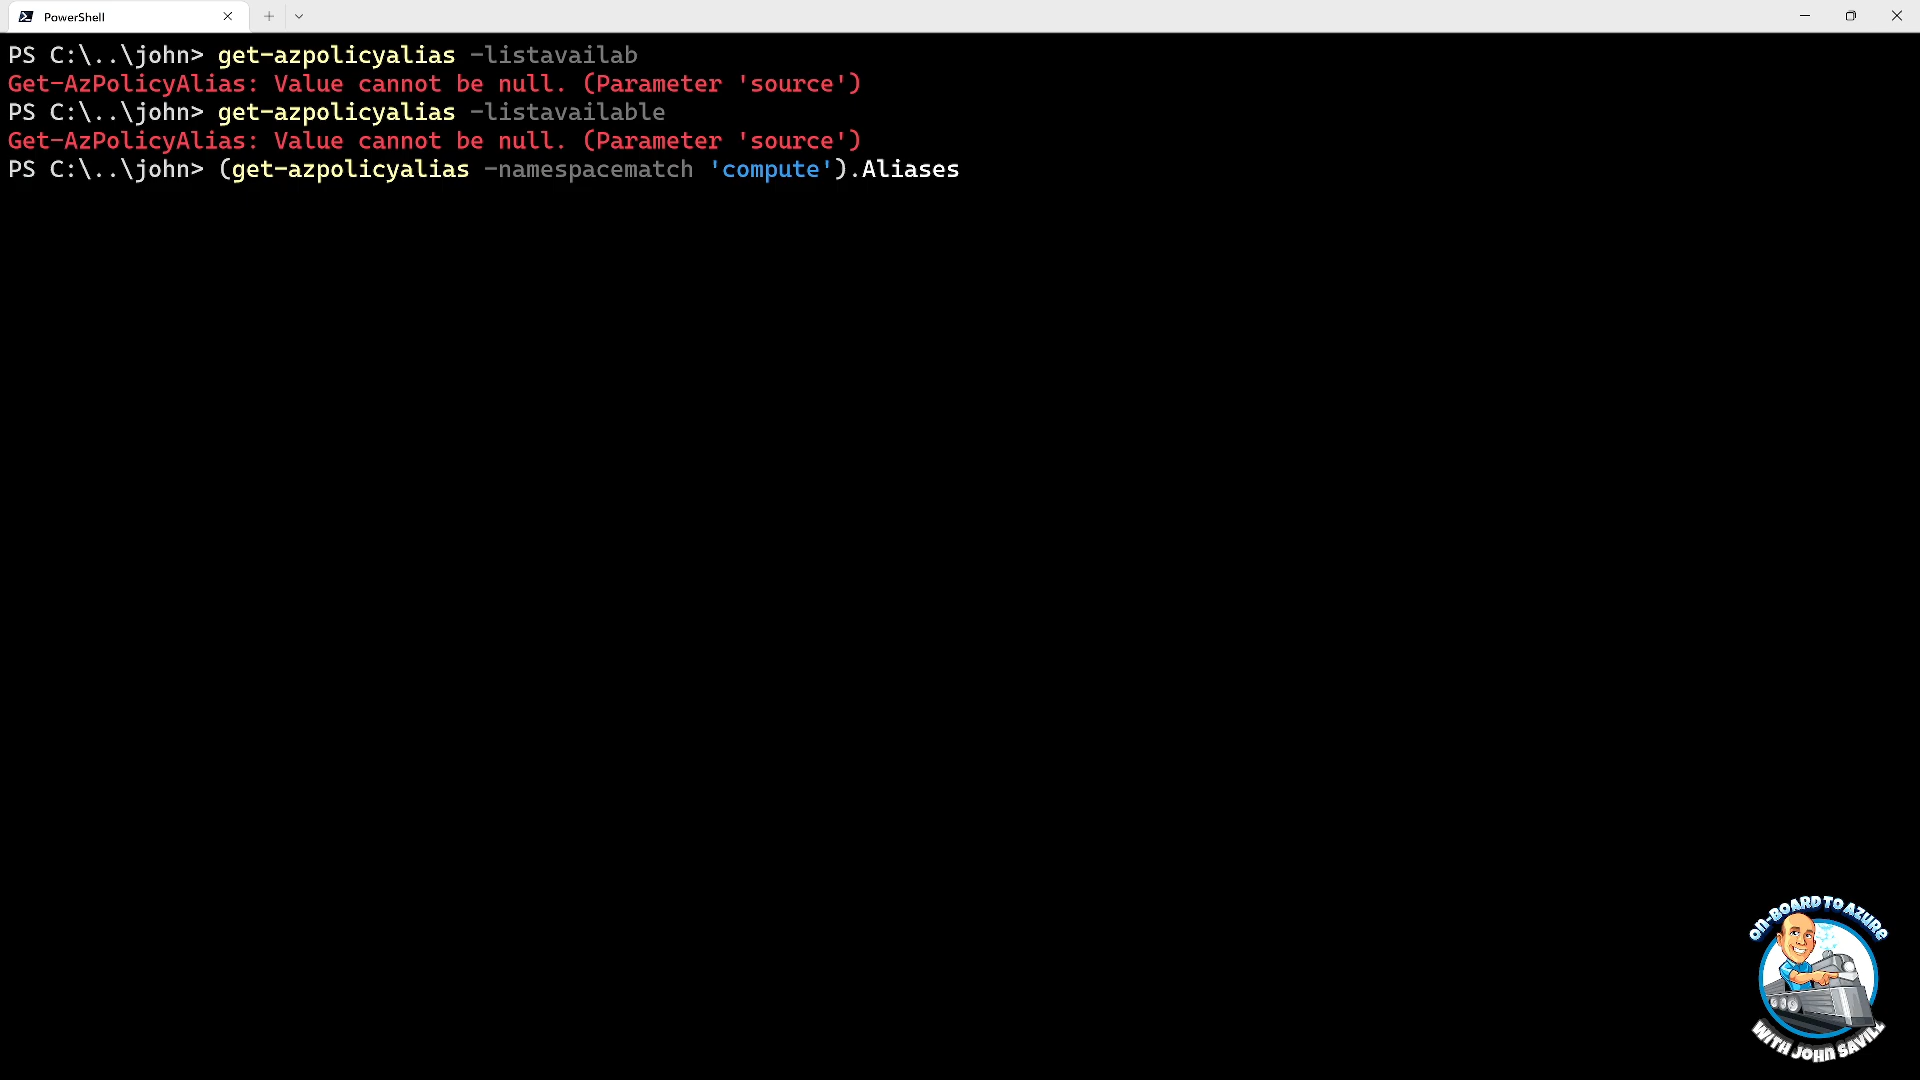 PowerShell
PS C:\..\john> get-azpolicyalias -listavailab
Get-AzPolicyAlias: Value cannot be null. (Parameter 'source')
PS C:\..\john> get-azpolicyalias -listavailable
Get-AzPolicyAlias: Value cannot be null. (Parameter 'source')
PS C:\..\john> (get-azpolicyalias -namespacematch 'compute').Aliases
ON-BOARD TO AZURE
WITH JOHN SAVILL